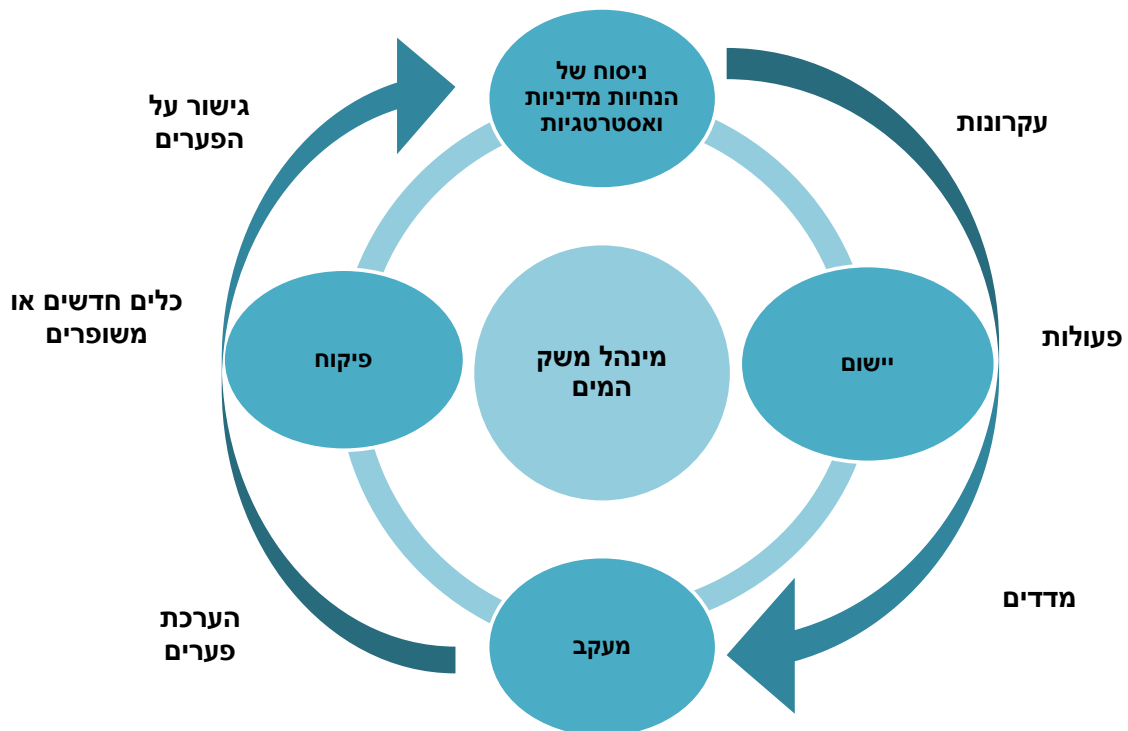 ניסוח של
הנחיות מדיניות
ואסטרטגיות
עקרונות
יישום
פעולות
מדדים
מעקב
הערכת
פערים
פיקוח
כלים חדשים או
משופרים
גישור על
הפערים
מינהל משק
המים